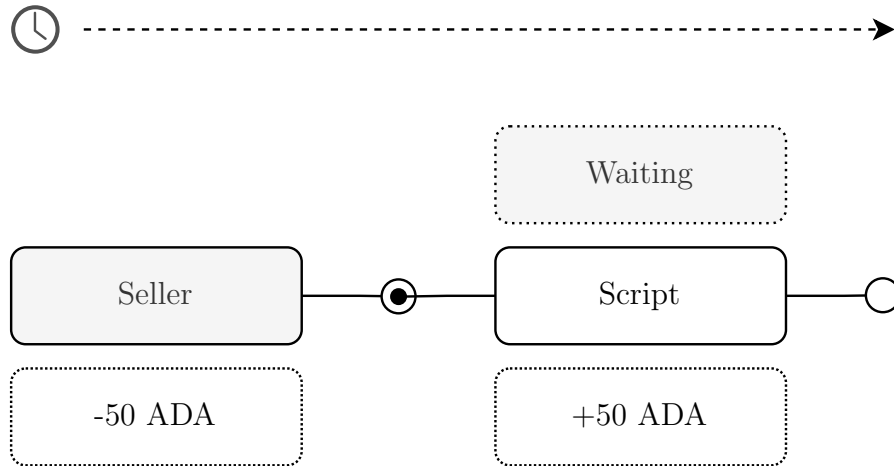 Waiting
Seller
Script
-50 ADA
+50 ADA